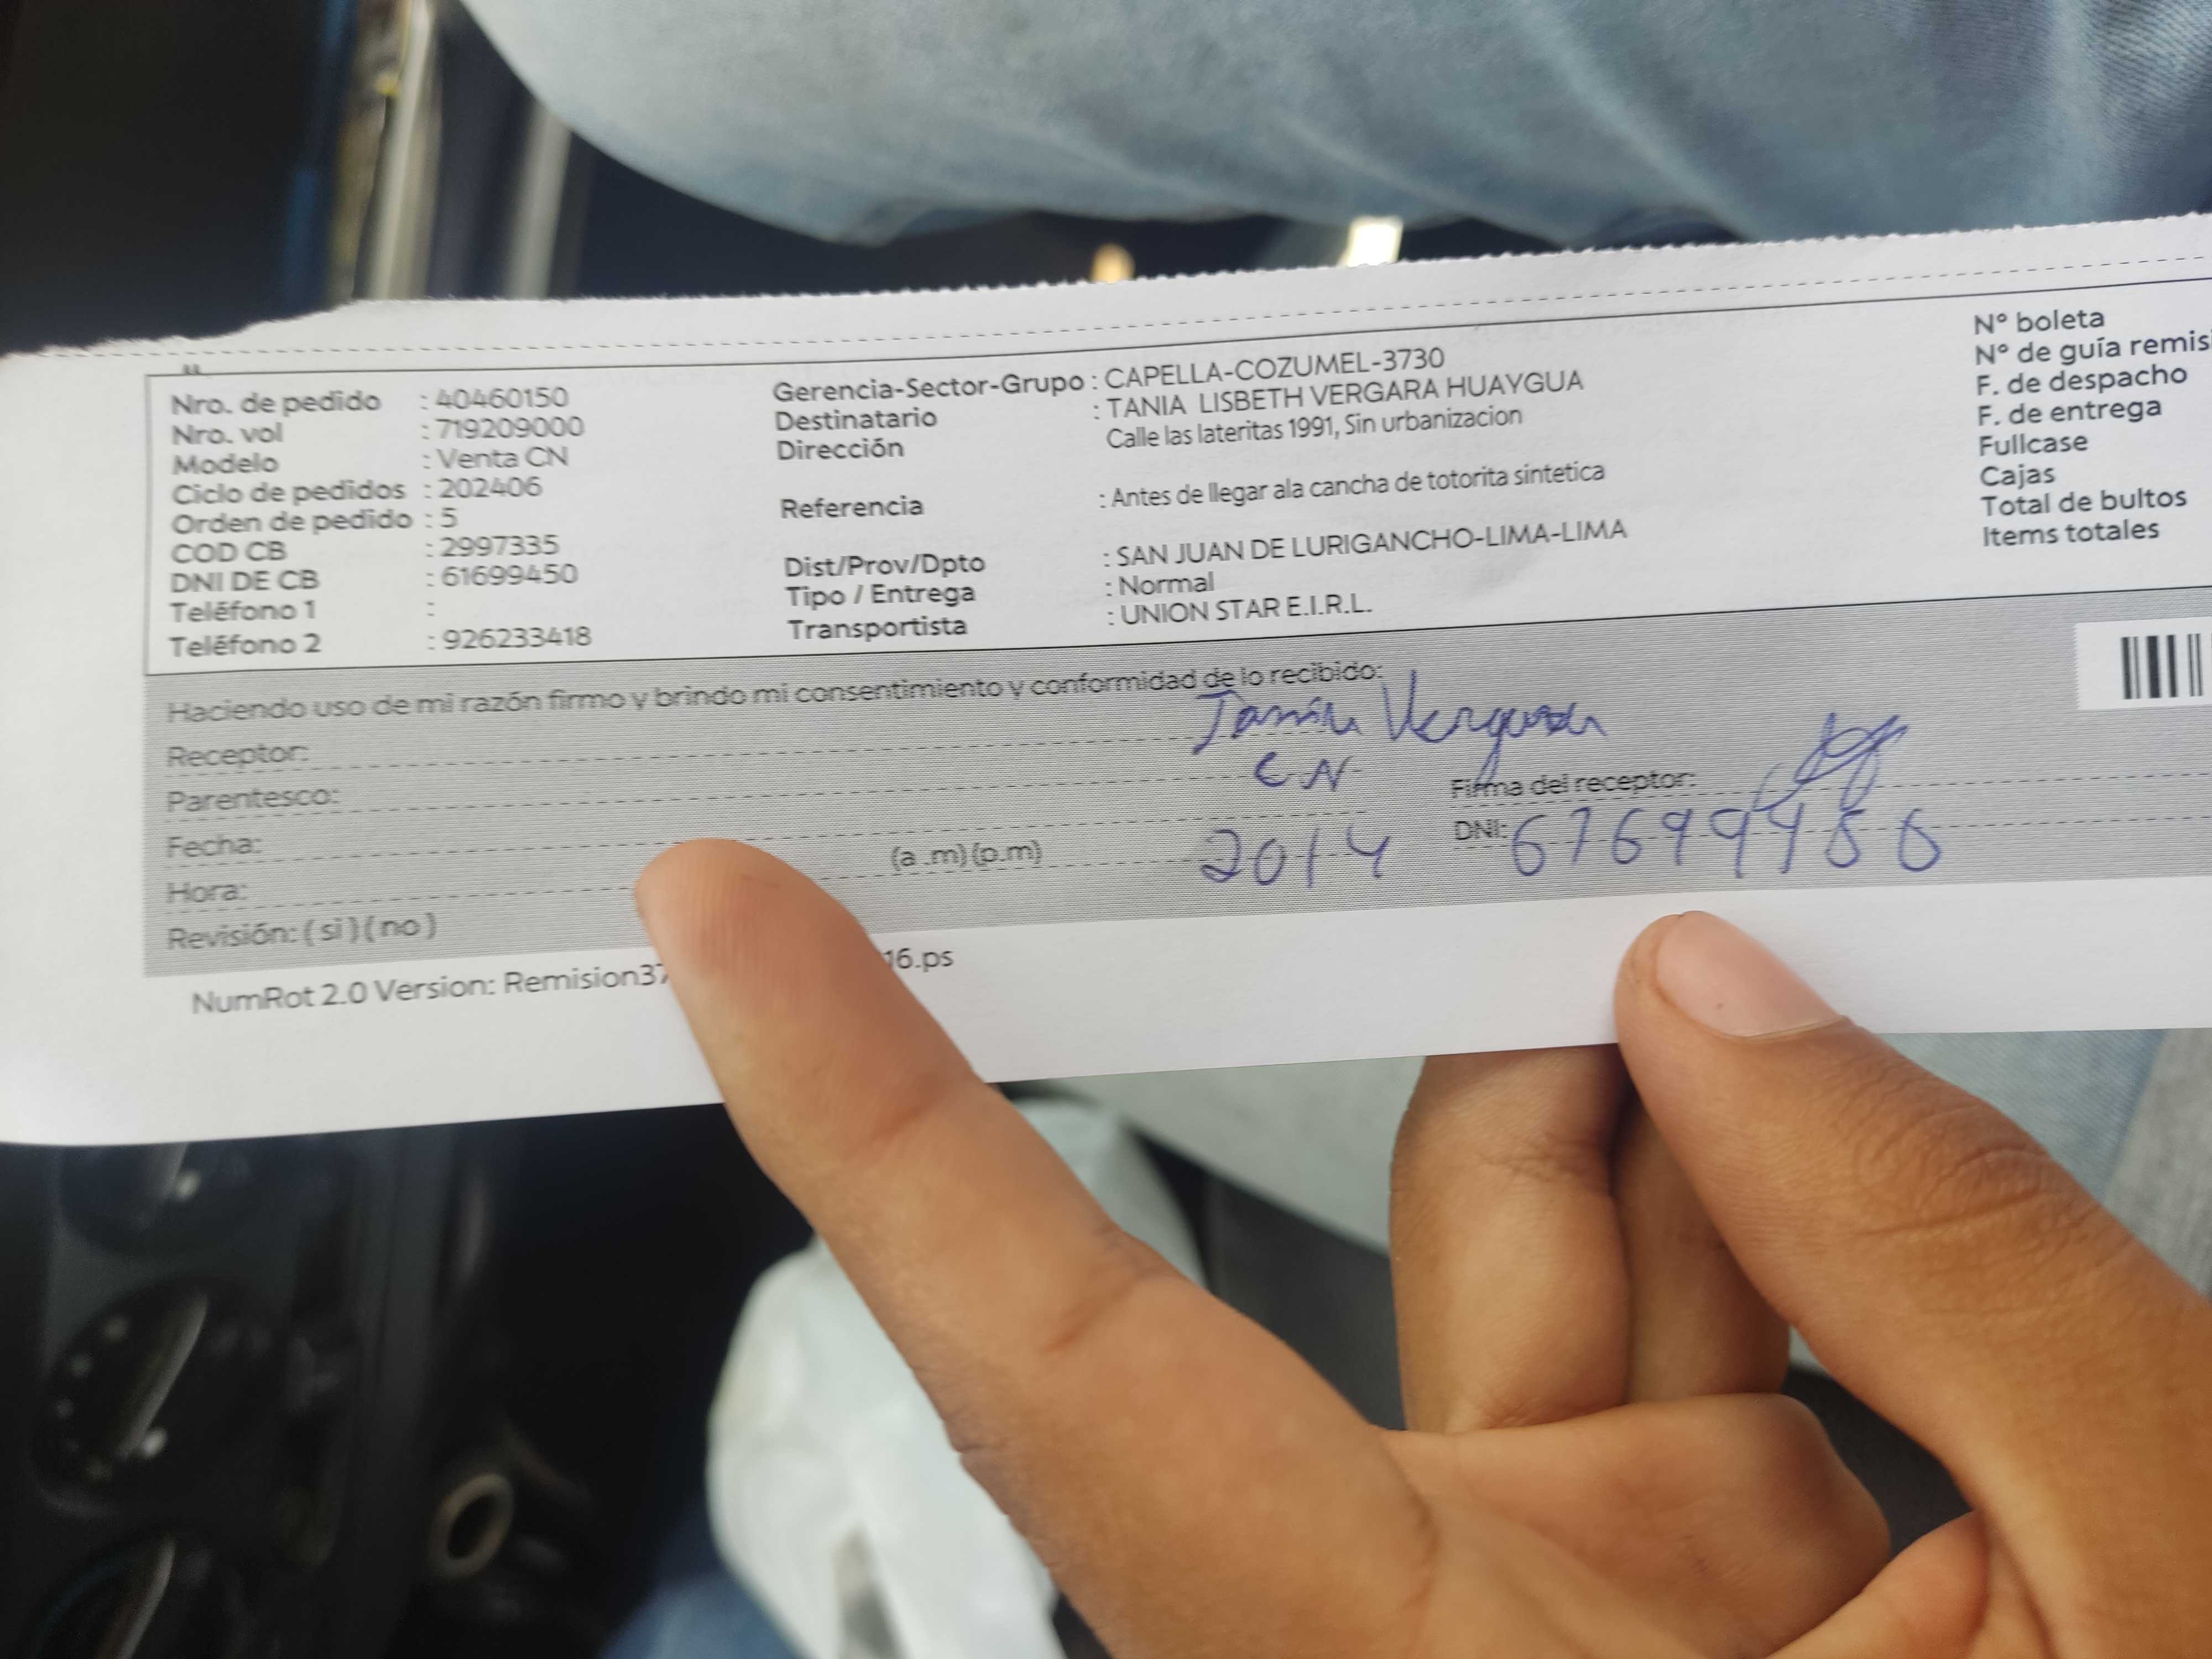 Nro. de pedido : 40460150
Nro. vol : 719209000
Modelo : Venta CN
Ciclo de pedidos : 202406
Orden de pedido : 5
COD CB : 2997335
DNI DE CB : 61699450
Teléfono 1 :
Teléfono 2 : 926233418
Gerencia-Sector-Grupo : CAPELLA-COZUMEL-3730
Destinatario : TANIA LISBETH VERGARA HUAYGUA
Dirección Calle las lateritas 1991, Sin urbanizacion
Referencia : Antes de llegar ala cancha de totorita sintetica
Dist/Prov/Dpto : SAN JUAN DE LURIGANCHO-LIMA-LIMA
Tipo / Entrega : Normal
Transportista : UNION STAR E.I.R.L.
N° boleta
N° de guía remisi
F. de despacho
F. de entrega
Fullcase
Cajas
Total de bultos
Items totales
Haciendo uso de mi razón firmo y brindo mi consentimiento y conformidad de lo recibido:
Receptor: Tania Vergara
Parentesco: CN
Firma del receptor:
Fecha:
(a .m) (p.m) 2014
DNI: 61699450
Hora:
Revisión: ( si ) ( no )
NumRot 2.0 Version: Remision37 16.ps